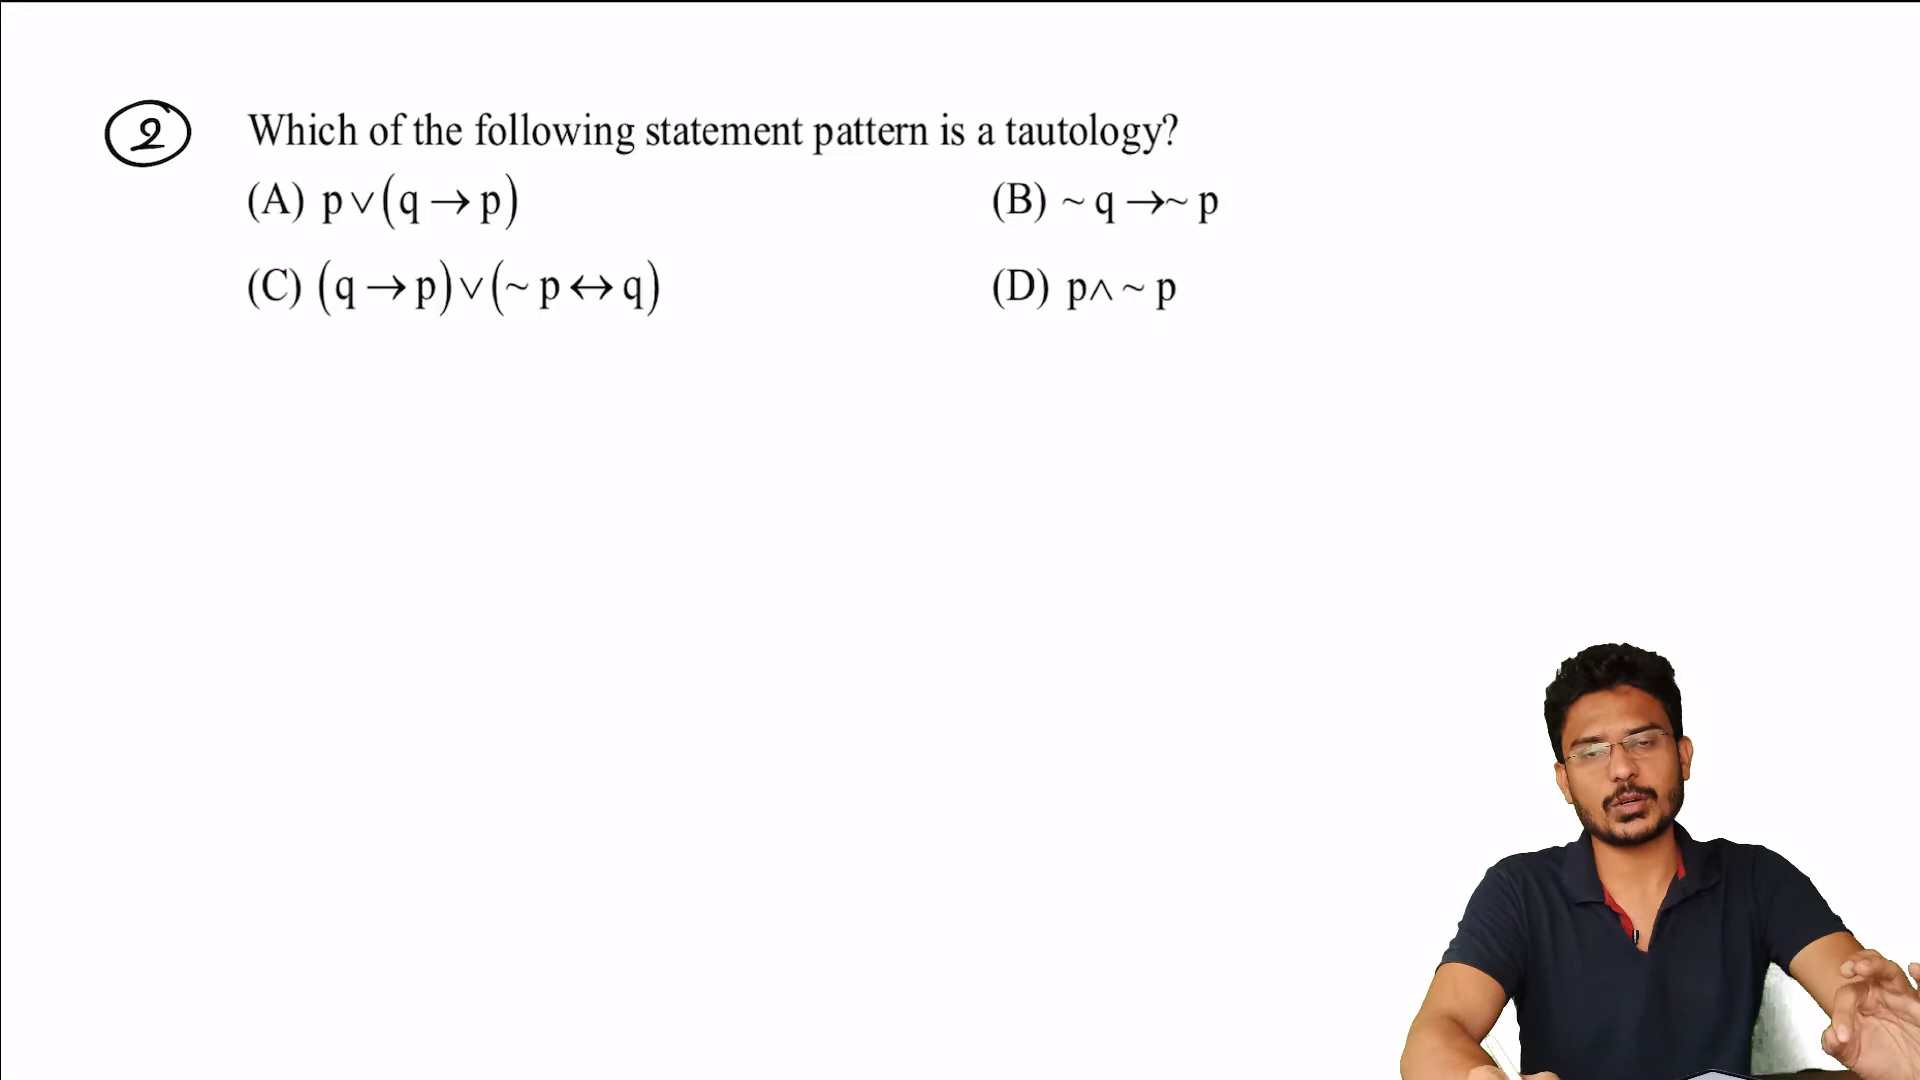 2 Which of the following statement pattern is a tautology?
(A) p ∨ (q → p) (B) ~ q →~ p
(C) (q → p) ∨ (~ p ↔ q) (D) p ∧ ~ p